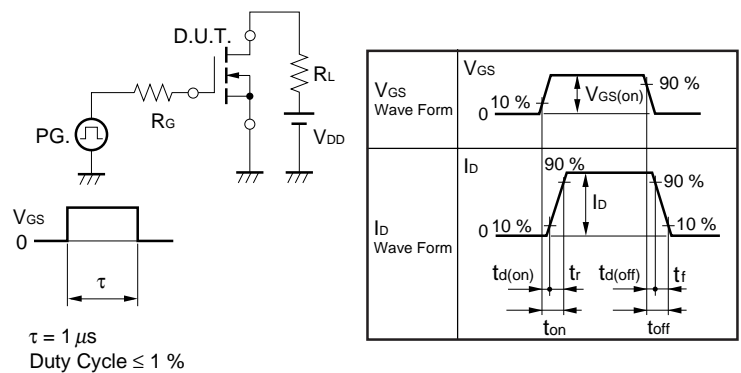 D.U.T.
RL
RG
PG.
VDD
VGS
0
τ
τ = 1 μs
Duty Cycle ≤ 1 %
VGS
Wave Form
VGS
10 %
0
VGS(on)
90 %
ID
Wave Form
ID
90 %
90 %
ID
0
10 %
10 %
td(on)
tr
td(off)
tf
ton
toff